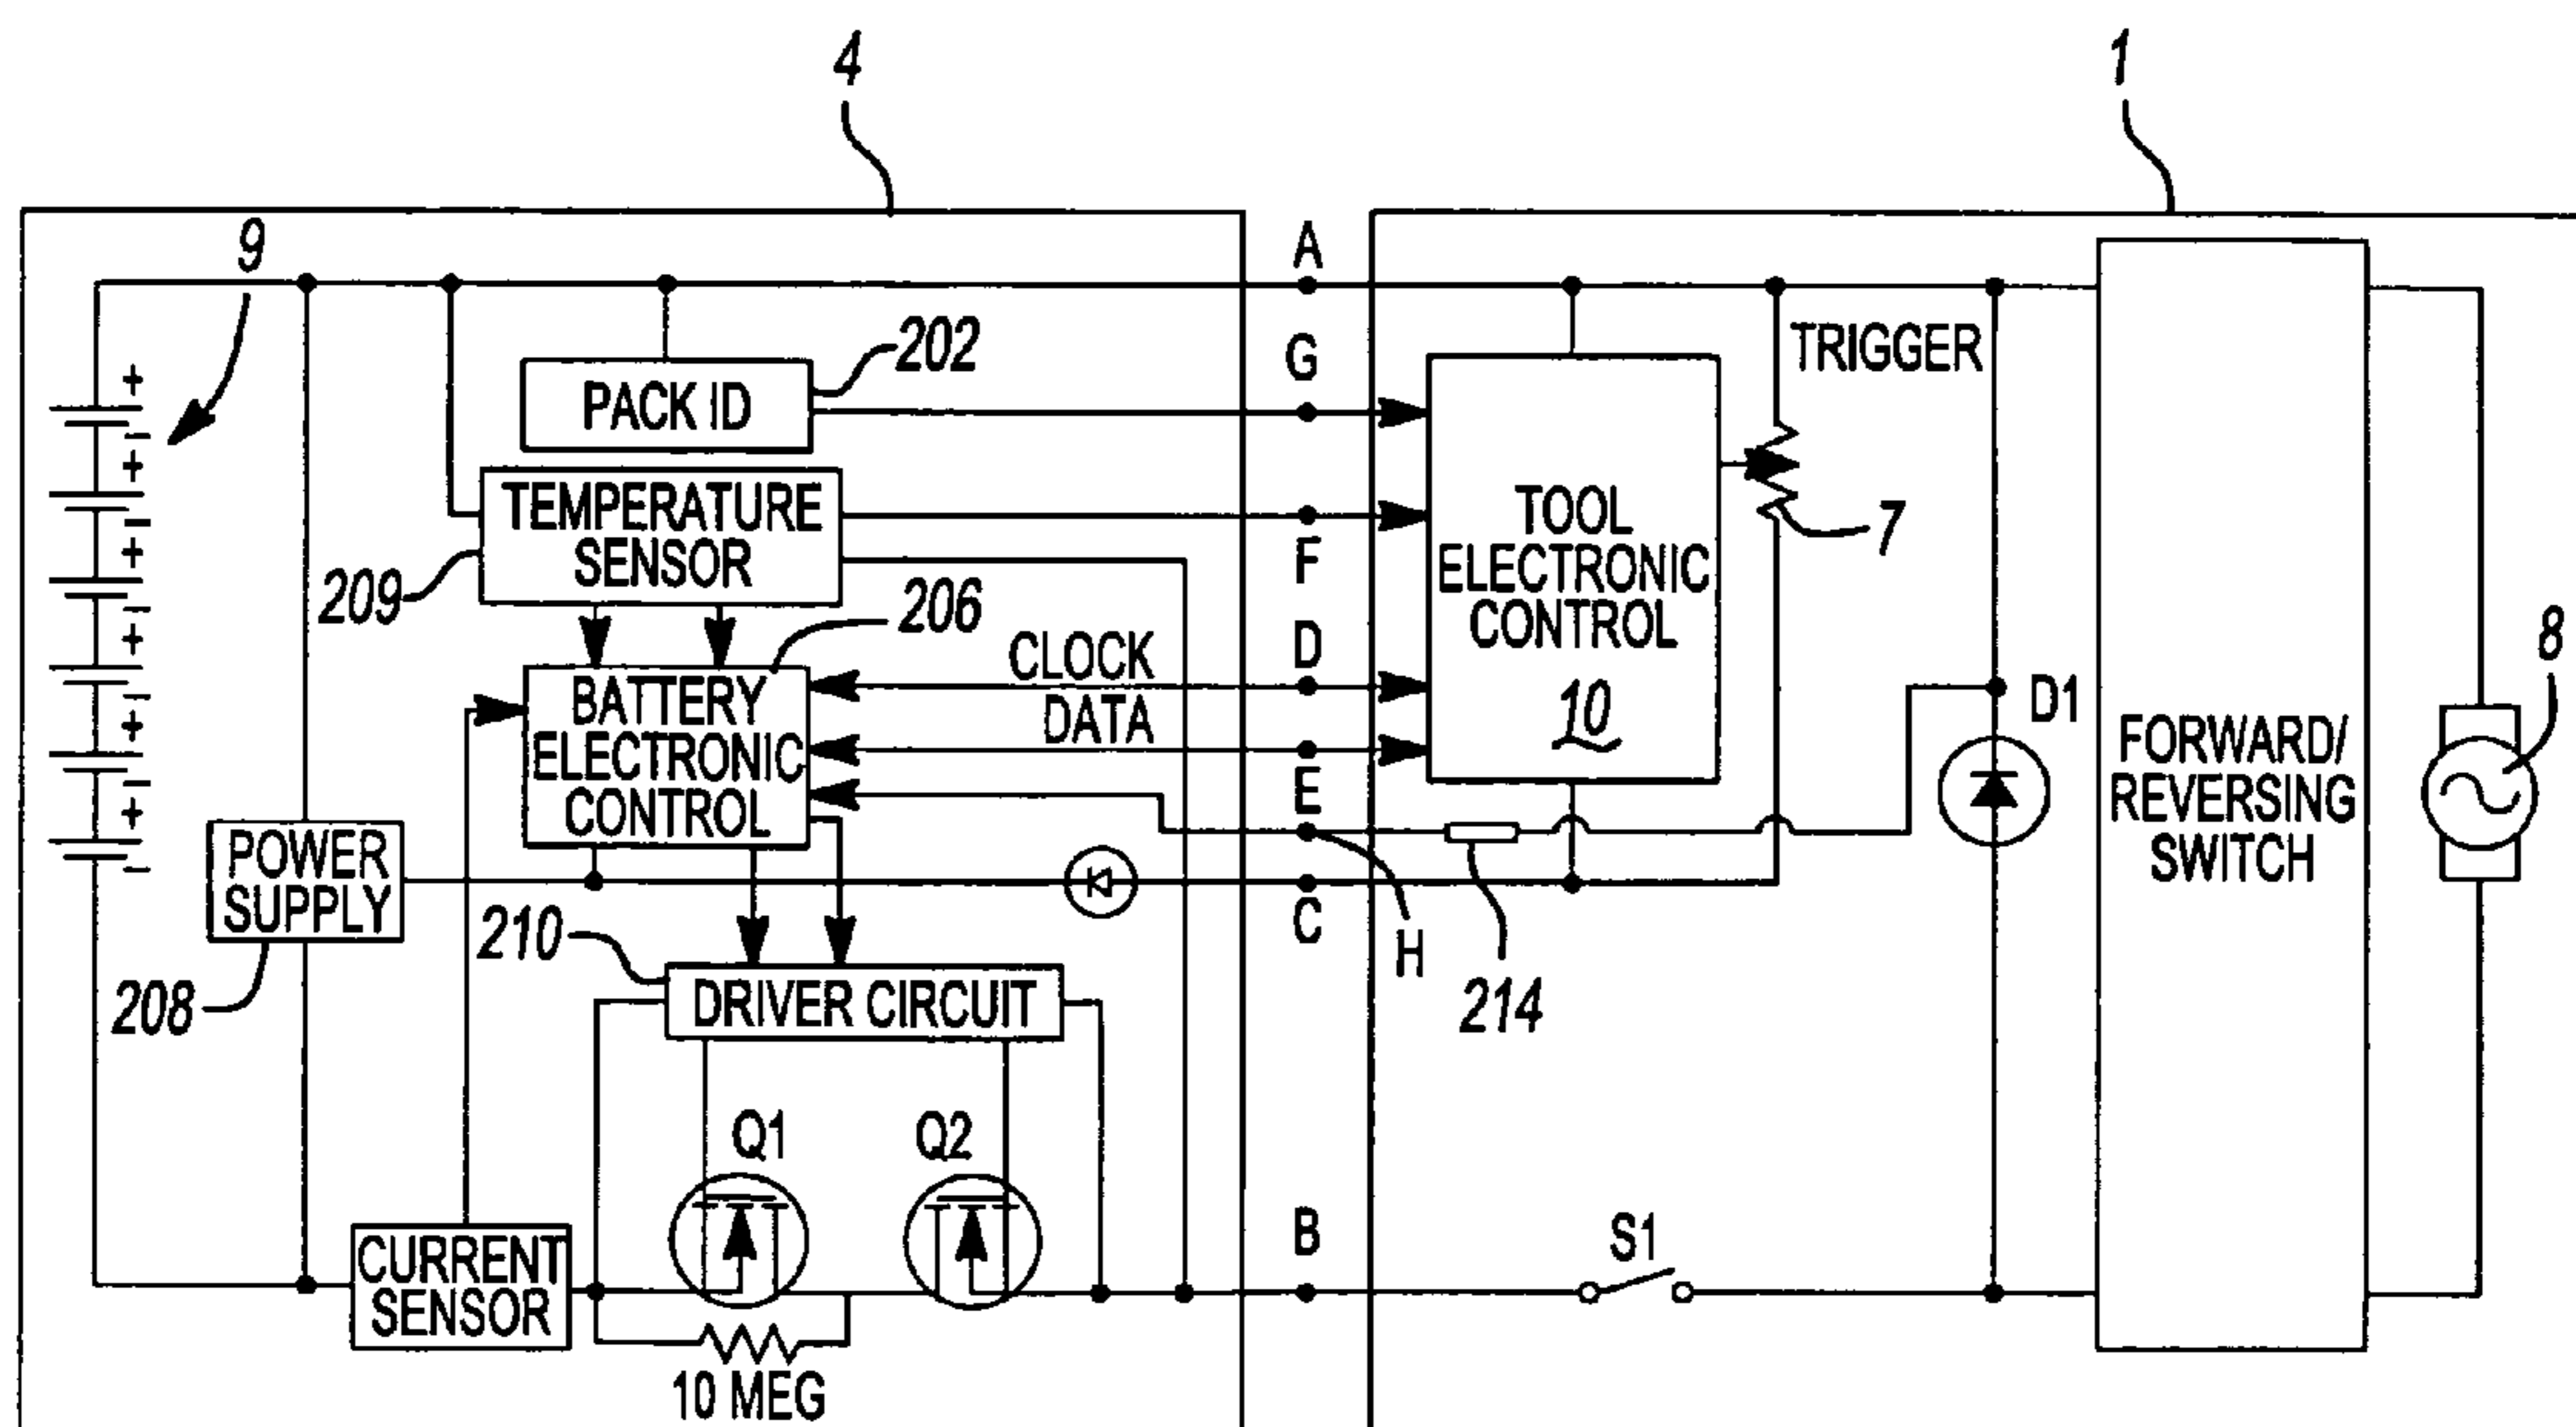 4
1
9
A
G
202
PACK ID
TRIGGER
TEMPERATURE
SENSOR
209
F
7
TOOL
ELECTRONIC
CONTROL
10
206
CLOCK
D
DATA
E
BATTERY
ELECTRONIC
CONTROL
D1
8
FORWARD/
REVERSING
SWITCH
POWER
SUPPLY
208
210
C
H
214
DRIVER CIRCUIT
Q1
Q2
B
S1
CURRENT
SENSOR
10 MEG
+
-
+
-
+
-
+
-
+
-
+
-